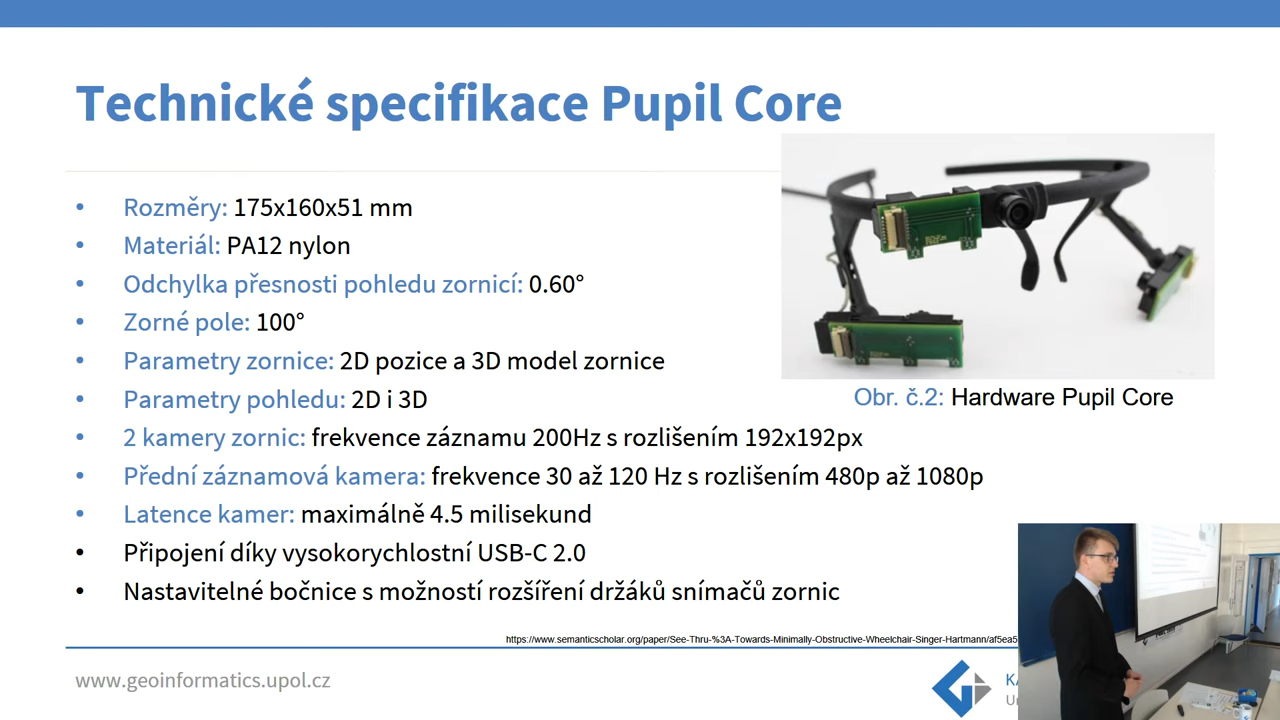 Technické specifikace Pupil Core
• Rozměry: 175x160x51 mm
• Materiál: PA12 nylon
• Odchylka přesnosti pohledu zornicí: 0.60°
• Zorné pole: 100°
• Parametry zornice: 2D pozice a 3D model zornice
• Parametry pohledu: 2D i 3D
Obr. č.2: Hardware Pupil Core
• 2 kamery zornic: frekvence záznamu 200Hz s rozlišením 192x192px
• Přední záznamová kamera: frekvence 30 až 120 Hz s rozlišením 480p až 1080p
• Latence kamer: maximálně 4.5 milisekund
• Připojení díky vysokorychlostní USB-C 2.0
• Nastavitelné bočnice s možností rozšíření držáků snímačů zornic
https://www.semanticscholar.org/paper/See-Thru-%3A-Towards-Minimally-Obstructive-Wheelchair-Singer-Hartmann/af5ea5
www.geoinformatics.upol.cz